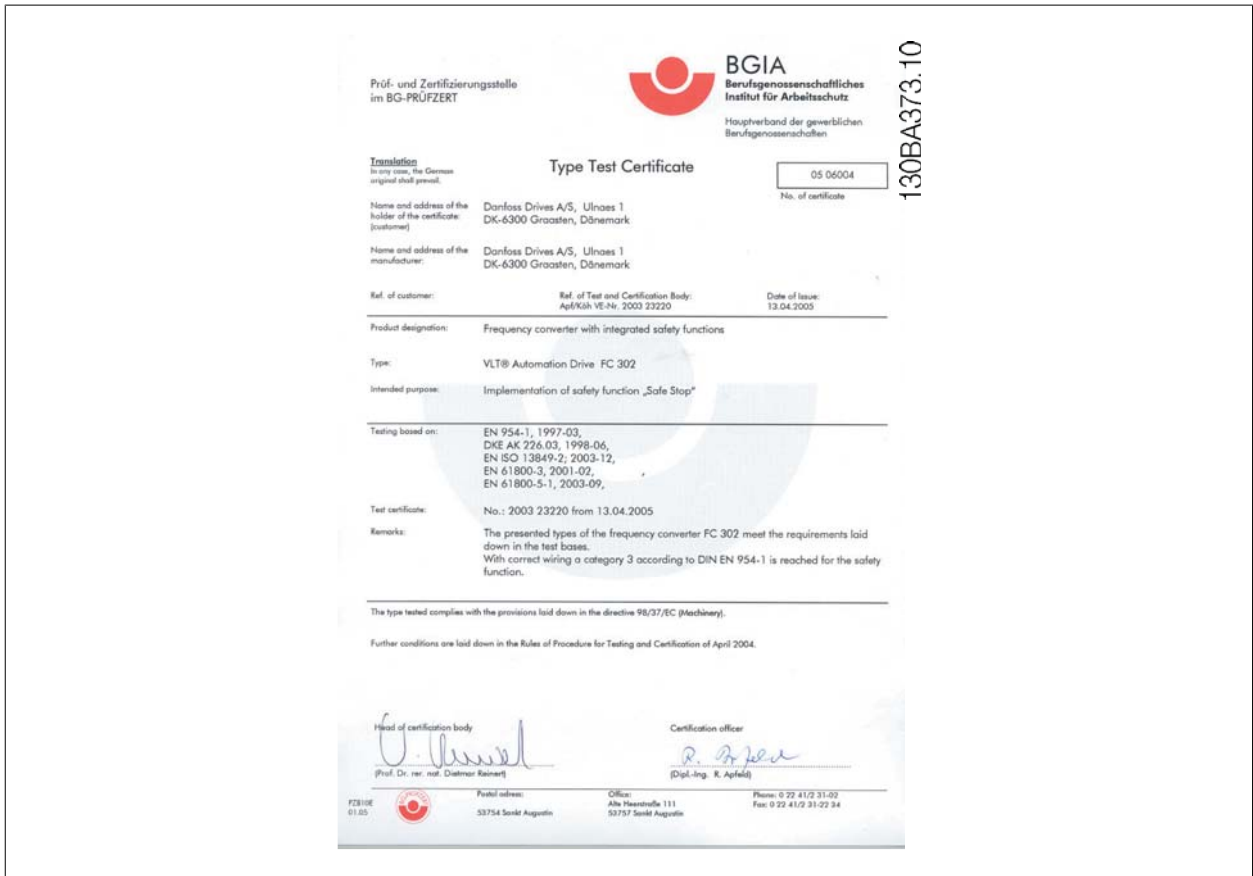 130BA373.10
Prüf- und Zertifizierungsstelle
im BG-PRÜFZERT
BGIA
Berufsgenossenschaftliches
Institut für Arbeitsschutz
Hauptverband der gewerblichen
Berufsgenossenschaften
Translation
In any case, the German
original shall prevail.
Type Test Certificate
05 06004
No. of certificate
Name and address of the
holder of the certificate:
(customer)
Danfoss Drives A/S, Ulnaes 1
DK-6300 Graasten, Dänemark
Name and address of the
manufacturer:
Danfoss Drives A/S, Ulnaes 1
DK-6300 Graasten, Dänemark
Ref. of customer:
Ref. of Test and Certification Body:
Apf/Köh VE-Nr. 2003 23220
Date of Issue:
13.04.2005
Product designation:
Frequency converter with integrated safety functions
Type:
VLT® Automation Drive FC 302
Intended purpose:
Implementation of safety function „Safe Stop"
Testing based on:
EN 954-1, 1997-03,
DKE AK 226.03, 1998-06,
EN ISO 13849-2; 2003-12,
EN 61800-3, 2001-02,
EN 61800-5-1, 2003-09,
Test certificate:
No.: 2003 23220 from 13.04.2005
Remarks:
The presented types of the frequency converter FC 302 meet the requirements laid
down in the test bases.
With correct wiring a category 3 according to DIN EN 954-1 is reached for the safety
function.
The type tested complies with the provisions laid down in the directive 98/37/EC (Machinery).
Further conditions are laid down in the Rules of Procedure for Testing and Certification of April 2004.
Head of certification body
(Prof. Dr. rer. nat. Dietmar Reinert)
Certification officer
R. Apfeld
(Dipl.-Ing. R. Apfeld)
PZB10E
01.05
Postal adress:
53754 Sankt Augustin
Office:
Alte Heerstraße 111
53757 Sankt Augustin
Phone: 0 22 41/2 31-02
Fax: 0 22 41/2 31-22 34